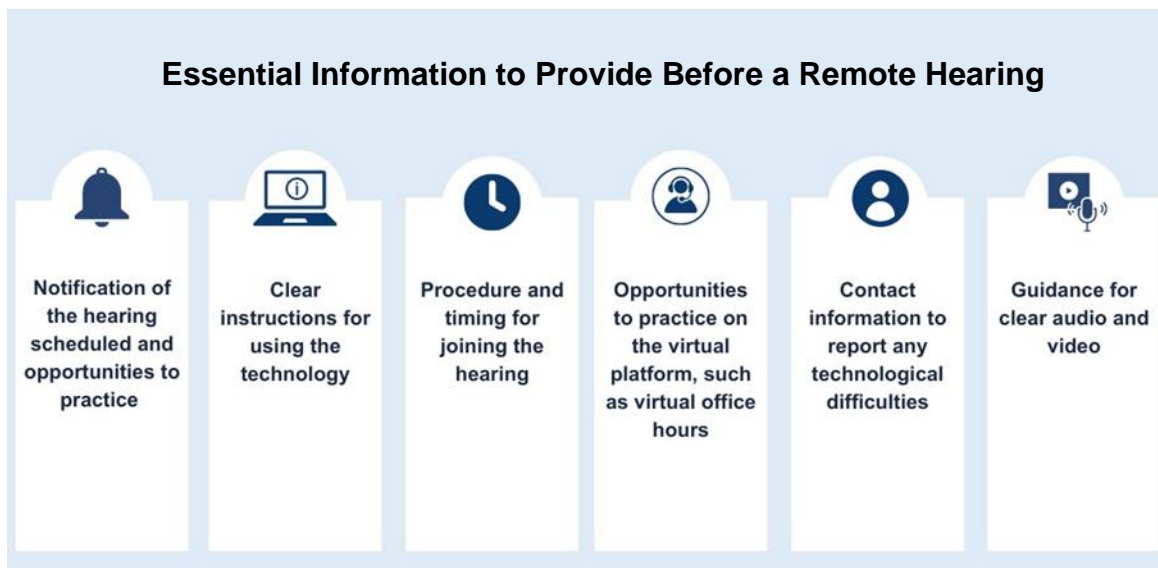 Essential Information to Provide Before a Remote Hearing
Notification of
the hearing
scheduled and
opportunities to
practice
Clear
instructions for
using the
technology
Procedure and
timing for
joining the
hearing
Opportunities
to practice on
the virtual
platform, such
as virtual office
hours
Contact
information to
report any
technological
difficulties
Guidance for
clear audio and
video